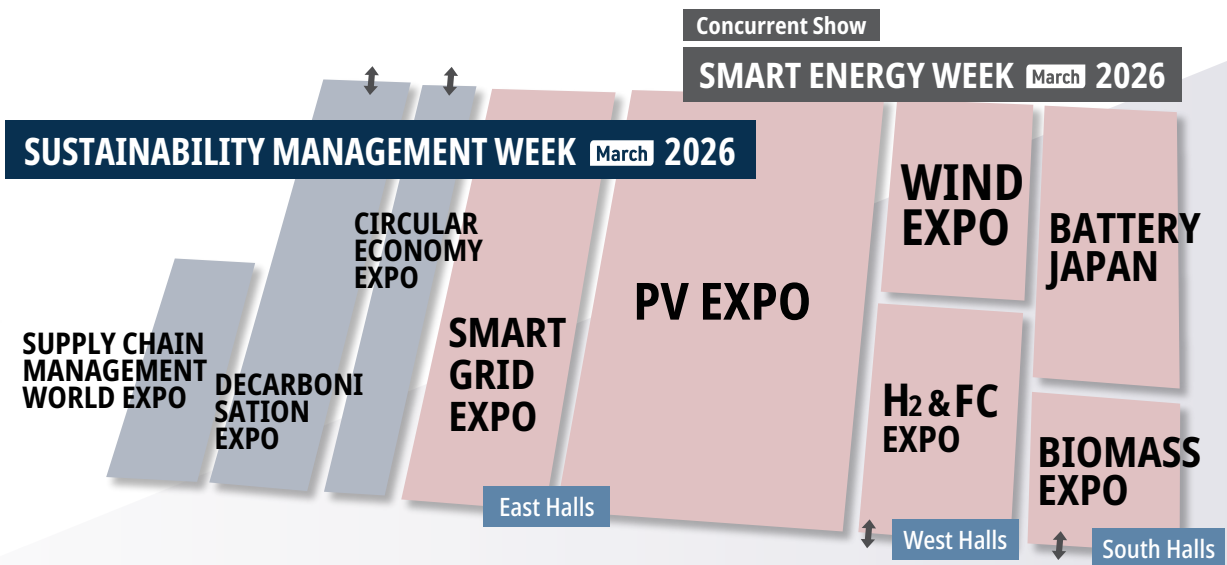 Concurrent Show
SMART ENERGY WEEK March 2026
SUSTAINABILITY MANAGEMENT WEEK March 2026
SUPPLY CHAIN
MANAGEMENT
WORLD EXPO
DECARBONI
SATION
EXPO
CIRCULAR
ECONOMY
EXPO
SMART
GRID
EXPO
PV EXPO
WIND
EXPO
H2 & FC
EXPO
BATTERY
JAPAN
BIOMASS
EXPO
East Halls
West Halls
South Halls